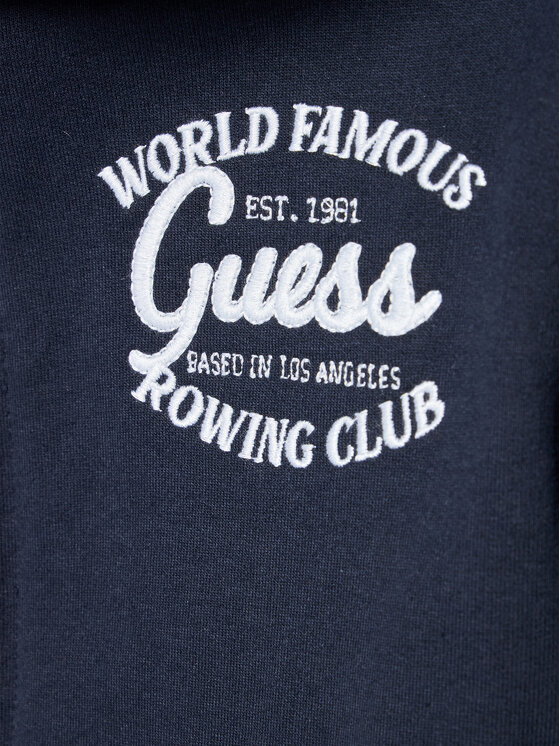 WORLD FAMOUS
EST. 1981
Guess
BASED IN LOS ANGELES
ROWING CLUB